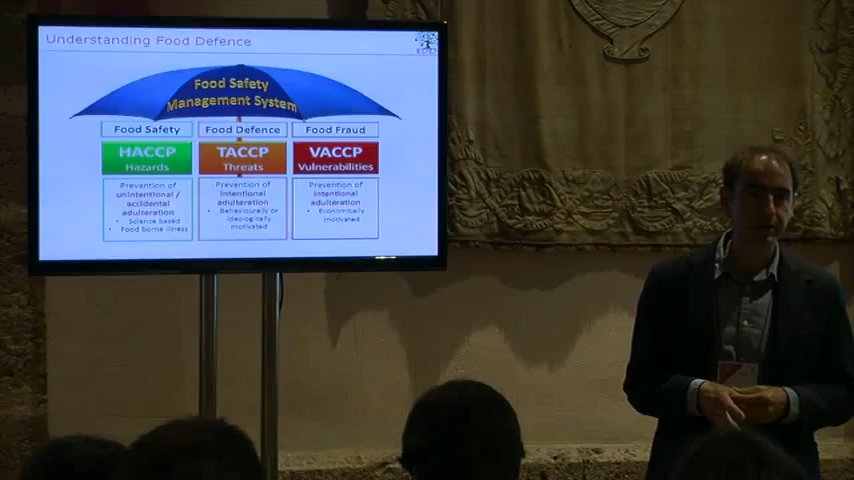 Understanding Food Defence
Food Safety
Management System
Food Safety
Food Defence
Food Fraud
HACCP
Hazards
TACCP
Threats
VACCP
Vulnerabilities
Prevention of
unintentional /
accidental
adulteration
• Science based
• Food borne illness
Prevention of
intentional
adulteration
• Behaviourally or
ideologically
motivated
Prevention of
intentional
adulteration
• Economically
motivated